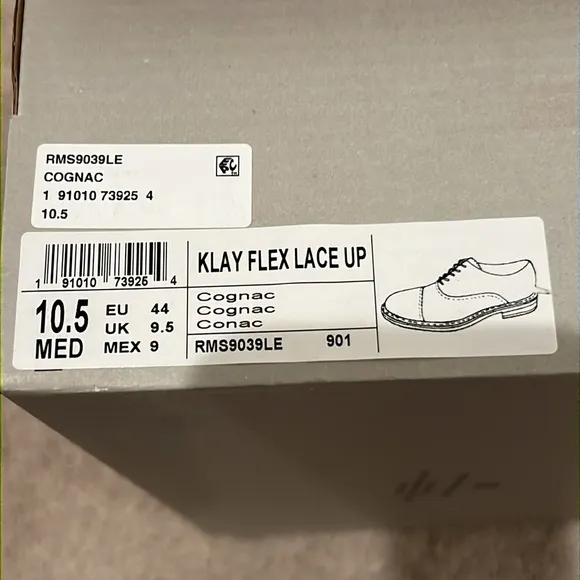 RMS9039LE
COGNAC
1 91010 73925 4
10.5
1 91010 73925 4
10.5 MED
EU 44
UK 9.5
MEX 9
KLAY FLEX LACE UP
Cognac
Cognac
Conac
RMS9039LE 901